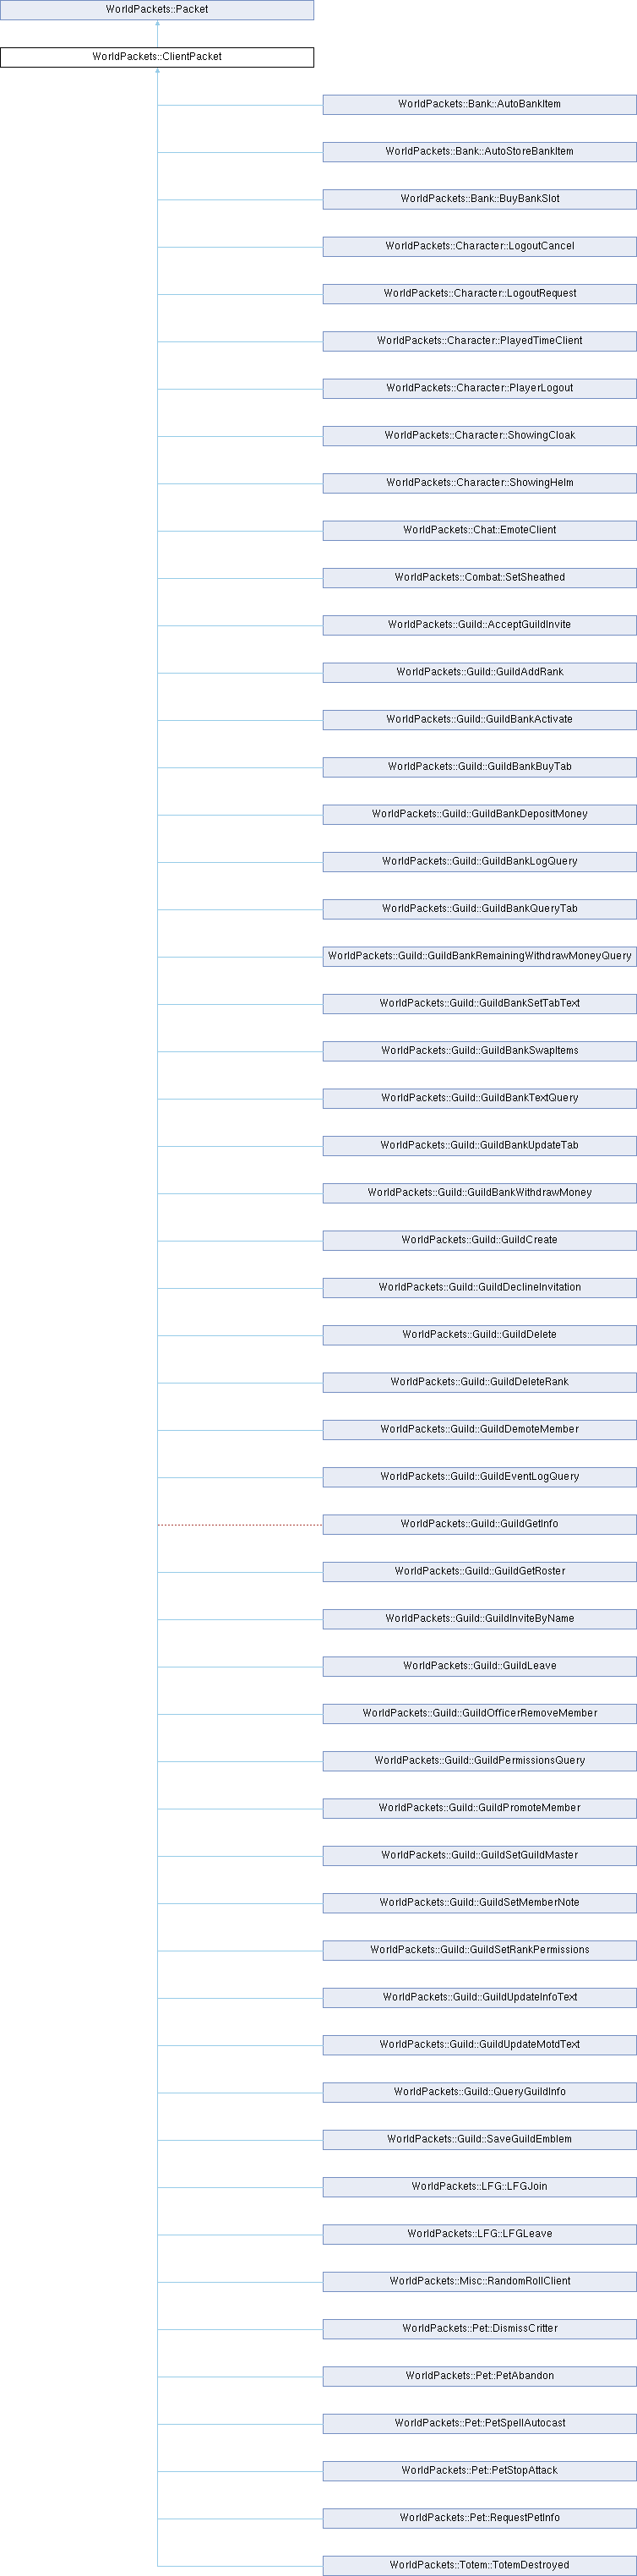 WorldPackets::Packet
WorldPackets::ClientPacket
WorldPackets::Bank::AutoBankItem
WorldPackets::Bank::AutoStoreBankItem
WorldPackets::Bank::BuyBankSlot
WorldPackets::Character::LogoutCancel
WorldPackets::Character::LogoutRequest
WorldPackets::Character::PlayedTimeClient
WorldPackets::Character::PlayerLogout
WorldPackets::Character::ShowingCloak
WorldPackets::Character::ShowingHelm
WorldPackets::Chat::EmoteClient
WorldPackets::Combat::SetSheathed
WorldPackets::Guild::AcceptGuildInvite
WorldPackets::Guild::GuildAddRank
WorldPackets::Guild::GuildBankActivate
WorldPackets::Guild::GuildBankBuyTab
WorldPackets::Guild::GuildBankDepositMoney
WorldPackets::Guild::GuildBankLogQuery
WorldPackets::Guild::GuildBankQueryTab
WorldPackets::Guild::GuildBankRemainingWithdrawMoneyQuery
WorldPackets::Guild::GuildBankSetTabText
WorldPackets::Guild::GuildBankSwapItems
WorldPackets::Guild::GuildBankTextQuery
WorldPackets::Guild::GuildBankUpdateTab
WorldPackets::Guild::GuildBankWithdrawMoney
WorldPackets::Guild::GuildCreate
WorldPackets::Guild::GuildDeclineInvitation
WorldPackets::Guild::GuildDelete
WorldPackets::Guild::GuildDeleteRank
WorldPackets::Guild::GuildDemoteMember
WorldPackets::Guild::GuildEventLogQuery
WorldPackets::Guild::GuildGetInfo
WorldPackets::Guild::GuildGetRoster
WorldPackets::Guild::GuildInviteByName
WorldPackets::Guild::GuildLeave
WorldPackets::Guild::GuildOfficerRemoveMember
WorldPackets::Guild::GuildPermissionsQuery
WorldPackets::Guild::GuildPromoteMember
WorldPackets::Guild::GuildSetGuildMaster
WorldPackets::Guild::GuildSetMemberNote
WorldPackets::Guild::GuildSetRankPermissions
WorldPackets::Guild::GuildUpdateInfoText
WorldPackets::Guild::GuildUpdateMotdText
WorldPackets::Guild::QueryGuildInfo
WorldPackets::Guild::SaveGuildEmblem
WorldPackets::LFG::LFGJoin
WorldPackets::LFG::LFGLeave
WorldPackets::Misc::RandomRollClient
WorldPackets::Pet::DismissCritter
WorldPackets::Pet::PetAbandon
WorldPackets::Pet::PetSpellAutocast
WorldPackets::Pet::PetStopAttack
WorldPackets::Pet::RequestPetInfo
WorldPackets::Totem::TotemDestroyed